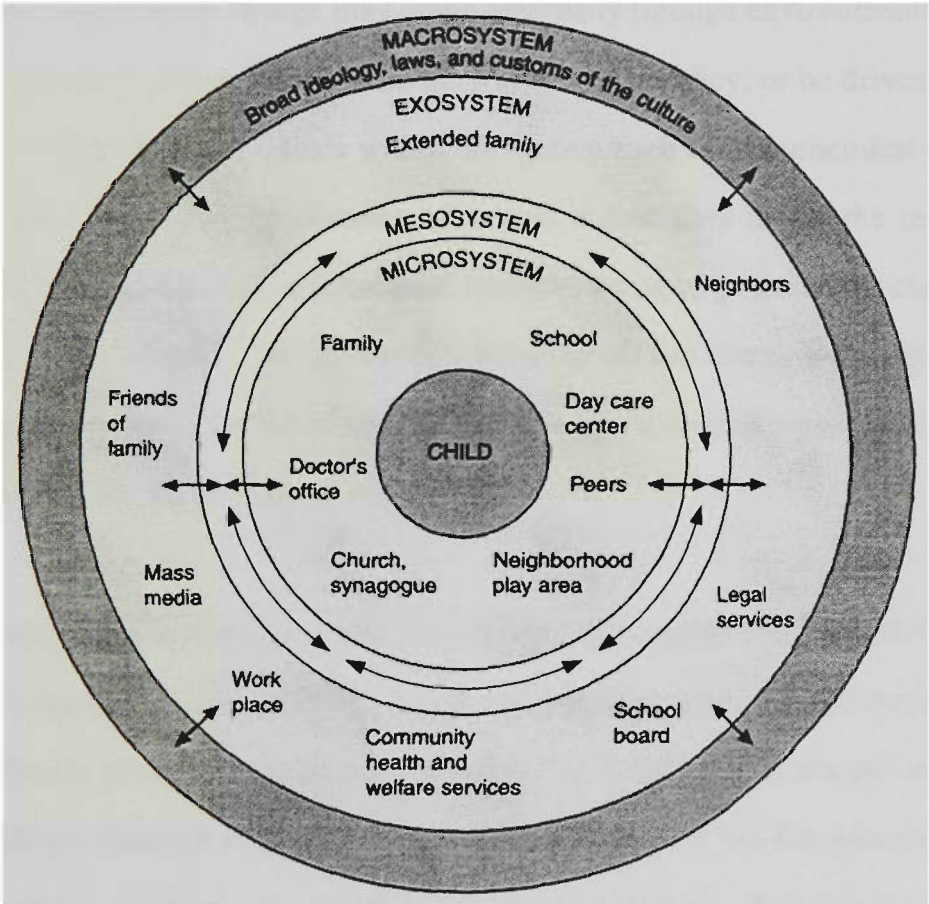 MACROSYSTEM
Broad ideology, laws, and customs of the culture
EXOSYSTEM
Extended family
MESOSYSTEM
MICROSYSTEM
Neighbors
Family
School
Friends
of
family
Day care
center
CHILD
Doctor's
office
Peers
Church,
synagogue
Neighborhood
play area
Mass
media
Legal
services
Work
place
School
board
Community
health and
welfare services